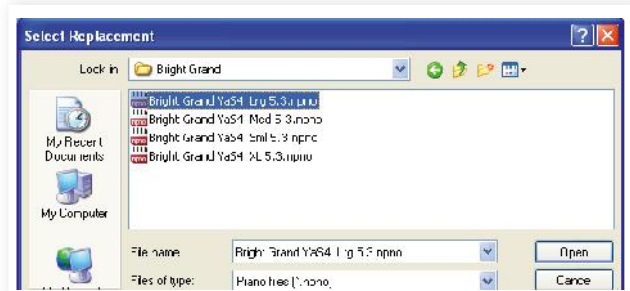 Select Replacement
Look in
Bright Grand
Bright Grand YaS4 Lrg 5.3.npno
Bright Grand YaS4 Med 5.3.npno
Bright Grand YaS4 Sml 5.3.npno
Bright Grand YaS4 XL 5.3.npno
My Recent
Documents
My Computer
File name
Bright Grand YaS4 Lrg 5.3.npno
Open
Files of type:
Piano files (*.npno)
Cancel